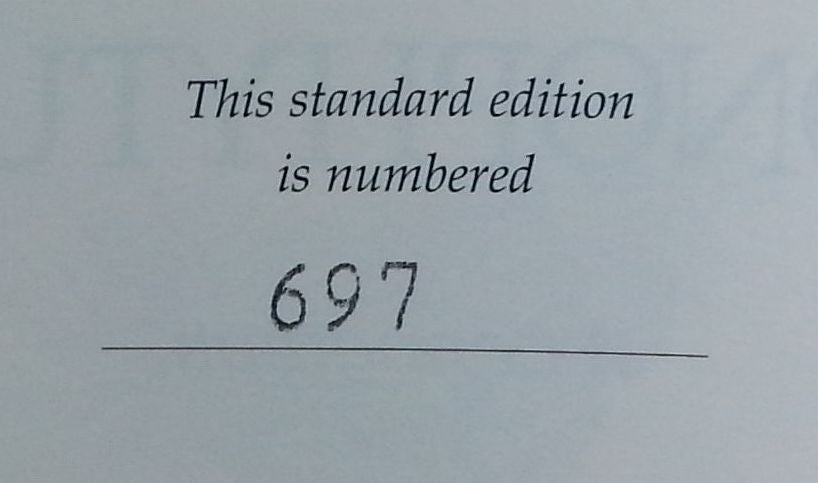 This standard edition
is numbered
697